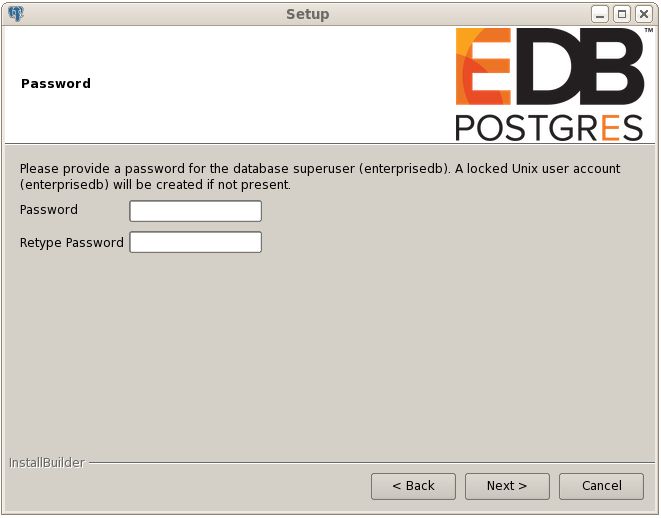 Setup
EDB™
POSTGRES
Password
Please provide a password for the database superuser (enterprisedb). A locked Unix user account
(enterprisedb) will be created if not present.
Password
Retype Password
InstallBuilder
< Back
Next >
Cancel